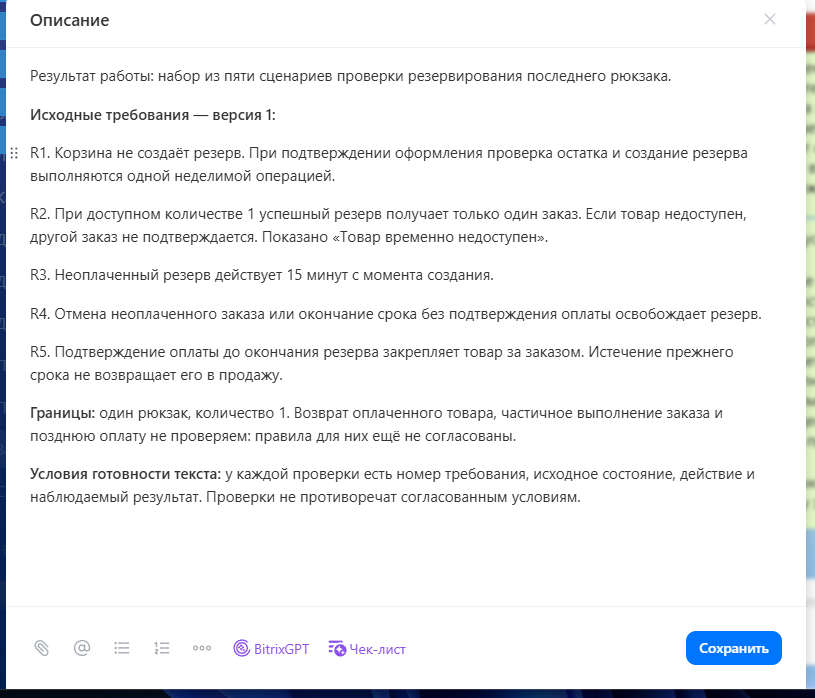 Описание
Результат работы: набор из пяти сценариев проверки резервирования последнего рюкзака.
Исходные требования — версия 1:
R1. Корзина не создаёт резерв. При подтверждении оформления проверка остатка и создание резерва
выполняются одной неделимой операцией.
R2. При доступном количестве 1 успешный резерв получает только один заказ. Если товар недоступен,
другой заказ не подтверждается. Показано «Товар временно недоступен».
R3. Неоплаченный резерв действует 15 минут с момента создания.
R4. Отмена неоплаченного заказа или окончание срока без подтверждения оплаты освобождает резерв.
R5. Подтверждение оплаты до окончания резерва закрепляет товар за заказом. Истечение прежнего
срока не возвращает его в продажу.
Границы: один рюкзак, количество 1. Возврат оплаченного товара, частичное выполнение заказа и
позднюю оплату не проверяем: правила для них ещё не согласованы.
Условия готовности текста: у каждой проверки есть номер требования, исходное состояние, действие и
наблюдаемый результат. Проверки не противоречат согласованным условиям.
BitrixGPT
Чек-лист
Сохранить